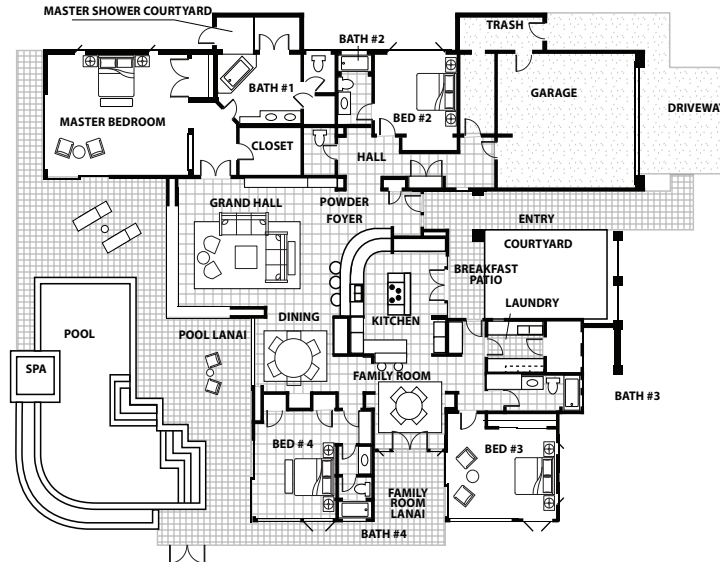 MASTER SHOWER COURTYARD
TRASH
BATH #2
BATH #1
GARAGE
DRIVEWAY
MASTER BEDROOM
BED #2
CLOSET
HALL
GRAND HALL
POWDER
FOYER
ENTRY
COURTYARD
BREAKFAST
PATIO
LAUNDRY
POOL
POOL LANAI
DINING
KITCHEN
SPA
FAMILY ROOM
BATH #3
BED # 4
BED #3
FAMILY
ROOM
LANAI
BATH #4